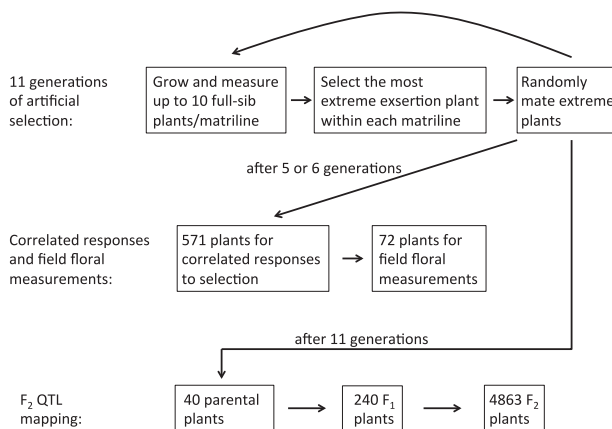 11 generations
of artificial
selection:
Grow and measure
up to 10 full-sib
plants/matriline
Select the most
extreme exsertion plant
within each matriline
Randomly
mate extreme
plants
after 5 or 6 generations
Correlated responses
and field floral
measurements:
571 plants for
correlated responses
to selection
72 plants for
field floral
measurements
after 11 generations
F₂ QTL
mapping:
40 parental
plants
240 F₁
plants
4863 F₂
plants